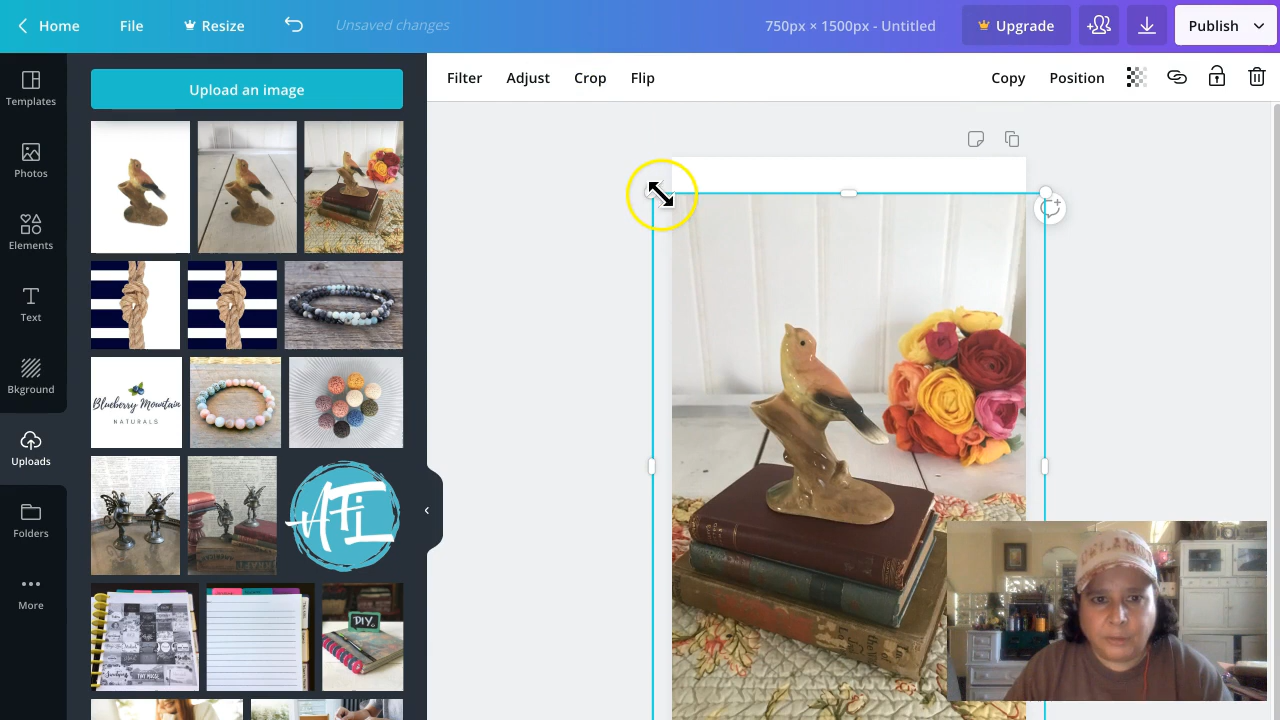 Home File Resize Unsaved changes 750px × 1500px - Untitled Upgrade Publish
Templates
Photos
Elements
Text
Bkground
Uploads
Folders
More
Upload an image
Blueberry Mountain
NATURALS
AFL
DIY
Filter Adjust Crop Flip Copy Position